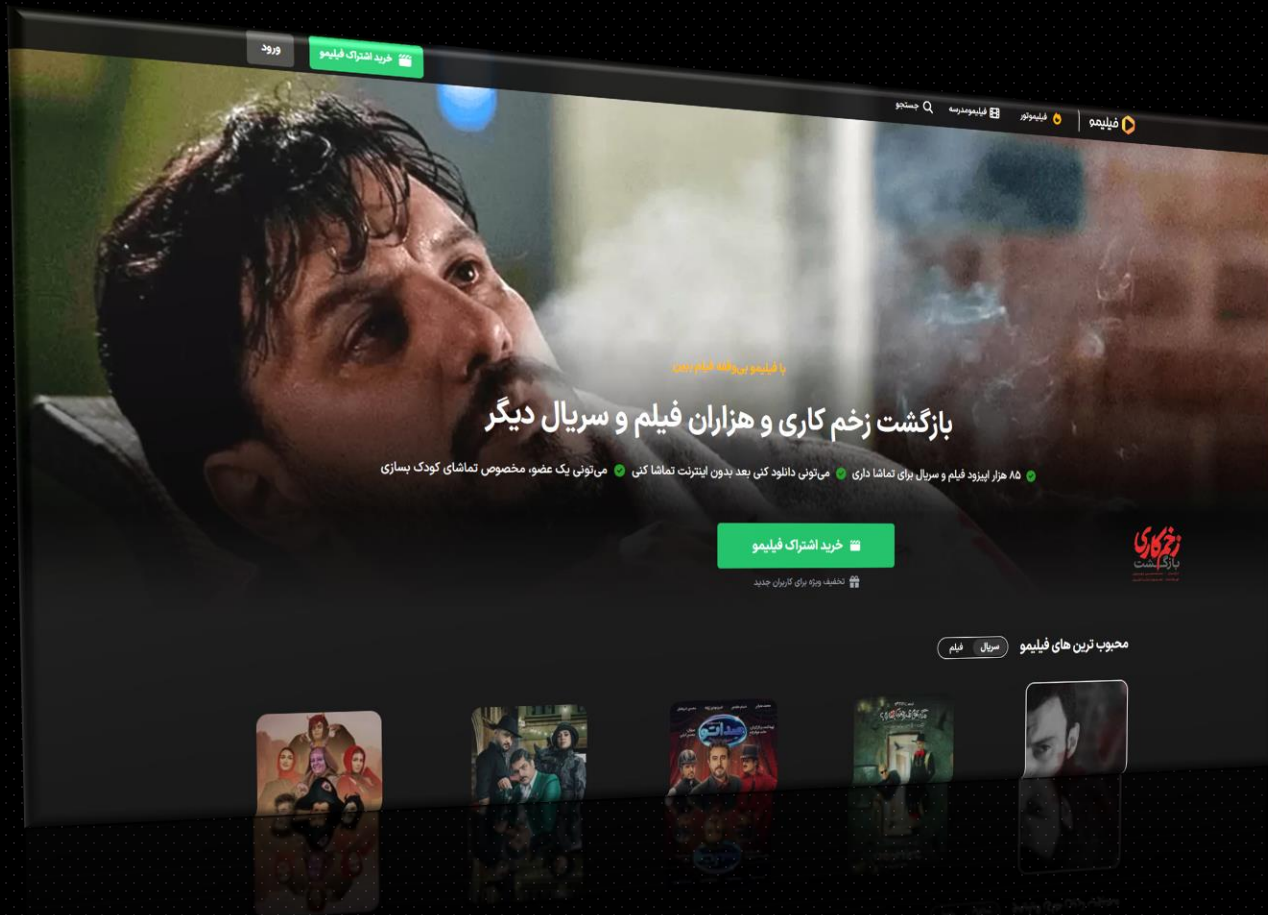 فیلیمو
فیلیموتور
فیلیمومدرسه
جستجو
خرید اشتراک فیلیمو
ورود
با فیلیمو بی‌وقفه فیلم ببین
بازگشت زخم کاری و هزاران فیلم و سریال دیگر
۸۵ هزار اپیزود فیلم و سریال برای تماشا داری
می‌تونی دانلود کنی بعد بدون اینترنت تماشا کنی
می‌تونی یک عضو، مخصوص تماشای کودک بسازی
خرید اشتراک فیلیمو
تخفیف ویژه برای کاربران جدید
زخم کاری
بازگشت
محبوب ترین های فیلیمو
سریال
فیلم
صداتو